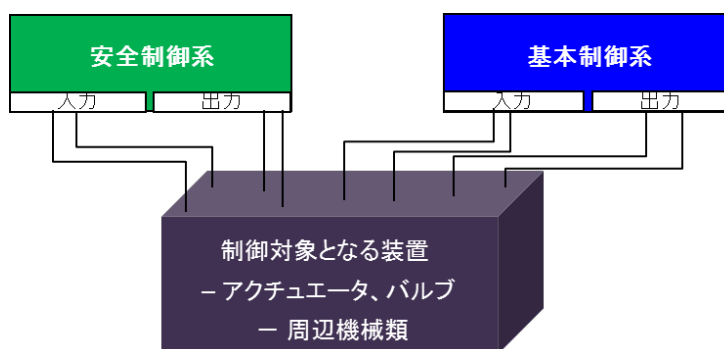 安全制御系
入力
出力
基本制御系
入力
出力
制御対象となる装置
– アクチュエータ、バルブ
― 周辺機械類